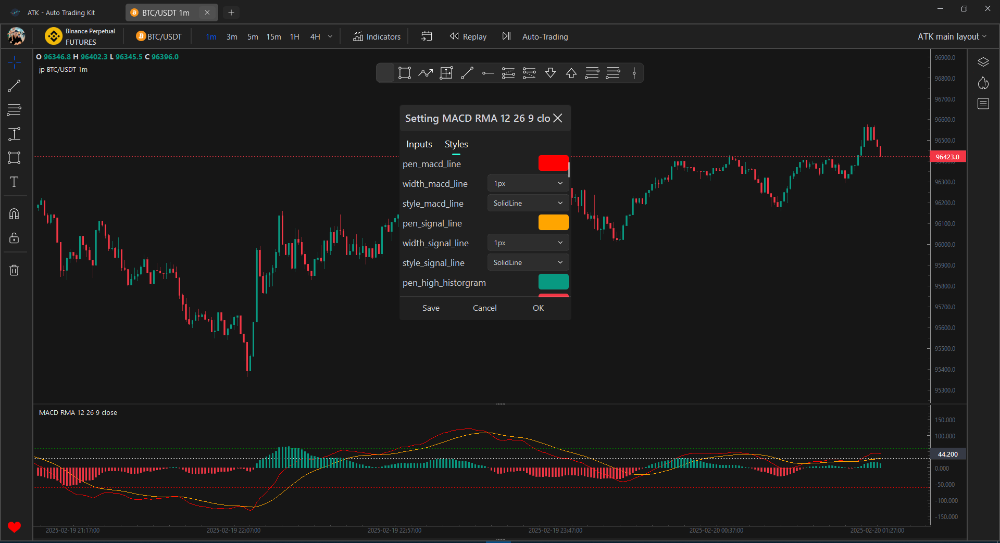 ATK - Auto Trading Kit
BTC/USDT 1m
Binance Perpetual
FUTURES
BTC/USDT
1m 3m 5m 15m 1H 4H
Indicators
Replay
Auto-Trading
ATK main layout
O 96346.8 H 96402.3 L 96345.5 C 96396.0
jp BTC/USDT 1m
Setting MACD RMA 12 26 9 clo
Inputs Styles
pen_macd_line
width_macd_line 1px
style_macd_line SolidLine
pen_signal_line
width_signal_line 1px
style_signal_line SolidLine
pen_high_historgram
Save Cancel OK
96900.0
96800.0
96700.0
96600.0
96500.0
96423.0
96300.0
96200.0
96100.0
96000.0
95900.0
95800.0
95700.0
95600.0
95500.0
95400.0
95300.0
MACD RMA 12 26 9 close
150.000
100.000
44.200
0.000
-50.000
-100.000
-150.000
2025-02-19 21:17:00
2025-02-19 22:07:00
2025-02-19 22:57:00
2025-02-19 23:47:00
2025-02-20 00:37:00
2025-02-20 01:27:00